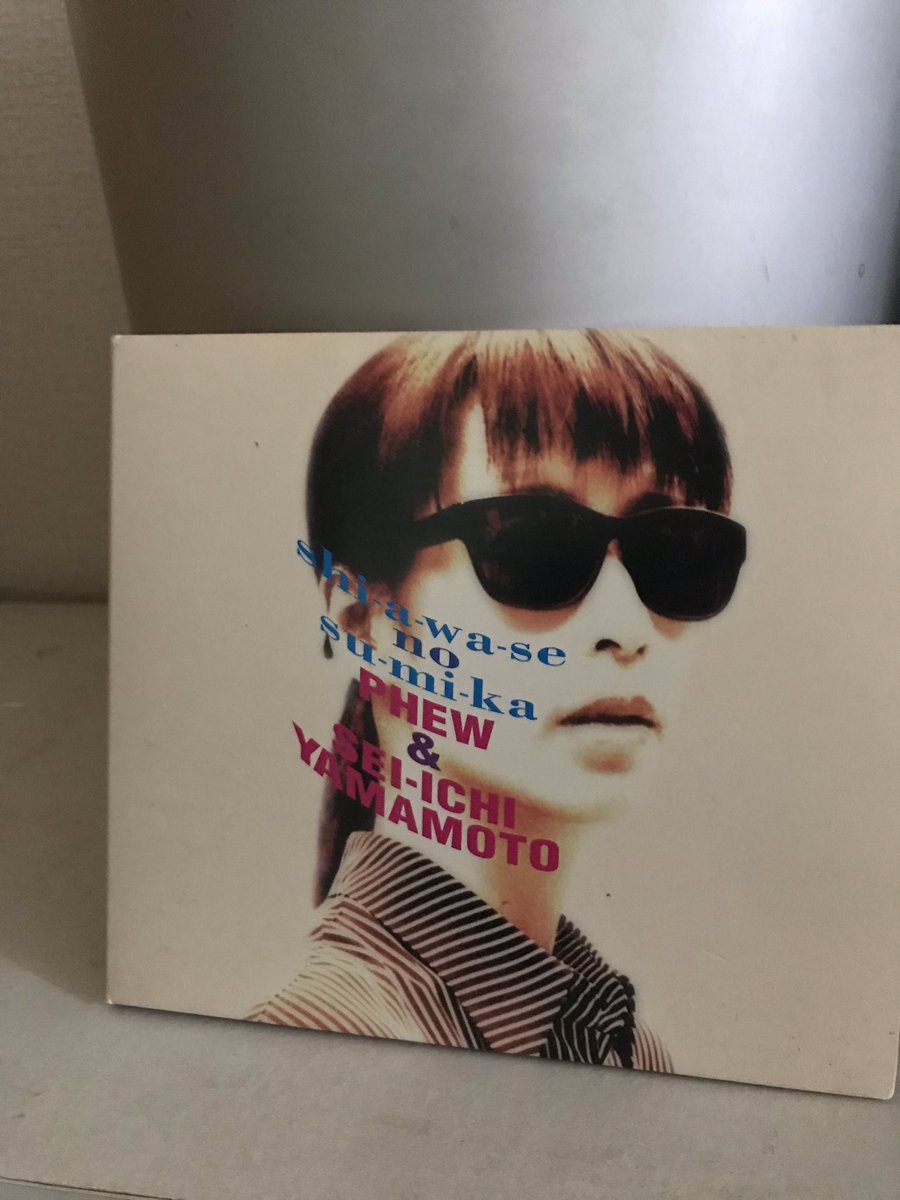 shi-a-wa-se
no
su-mi-ka
PHEW
&
SEI-ICHI
YAMAMOTO